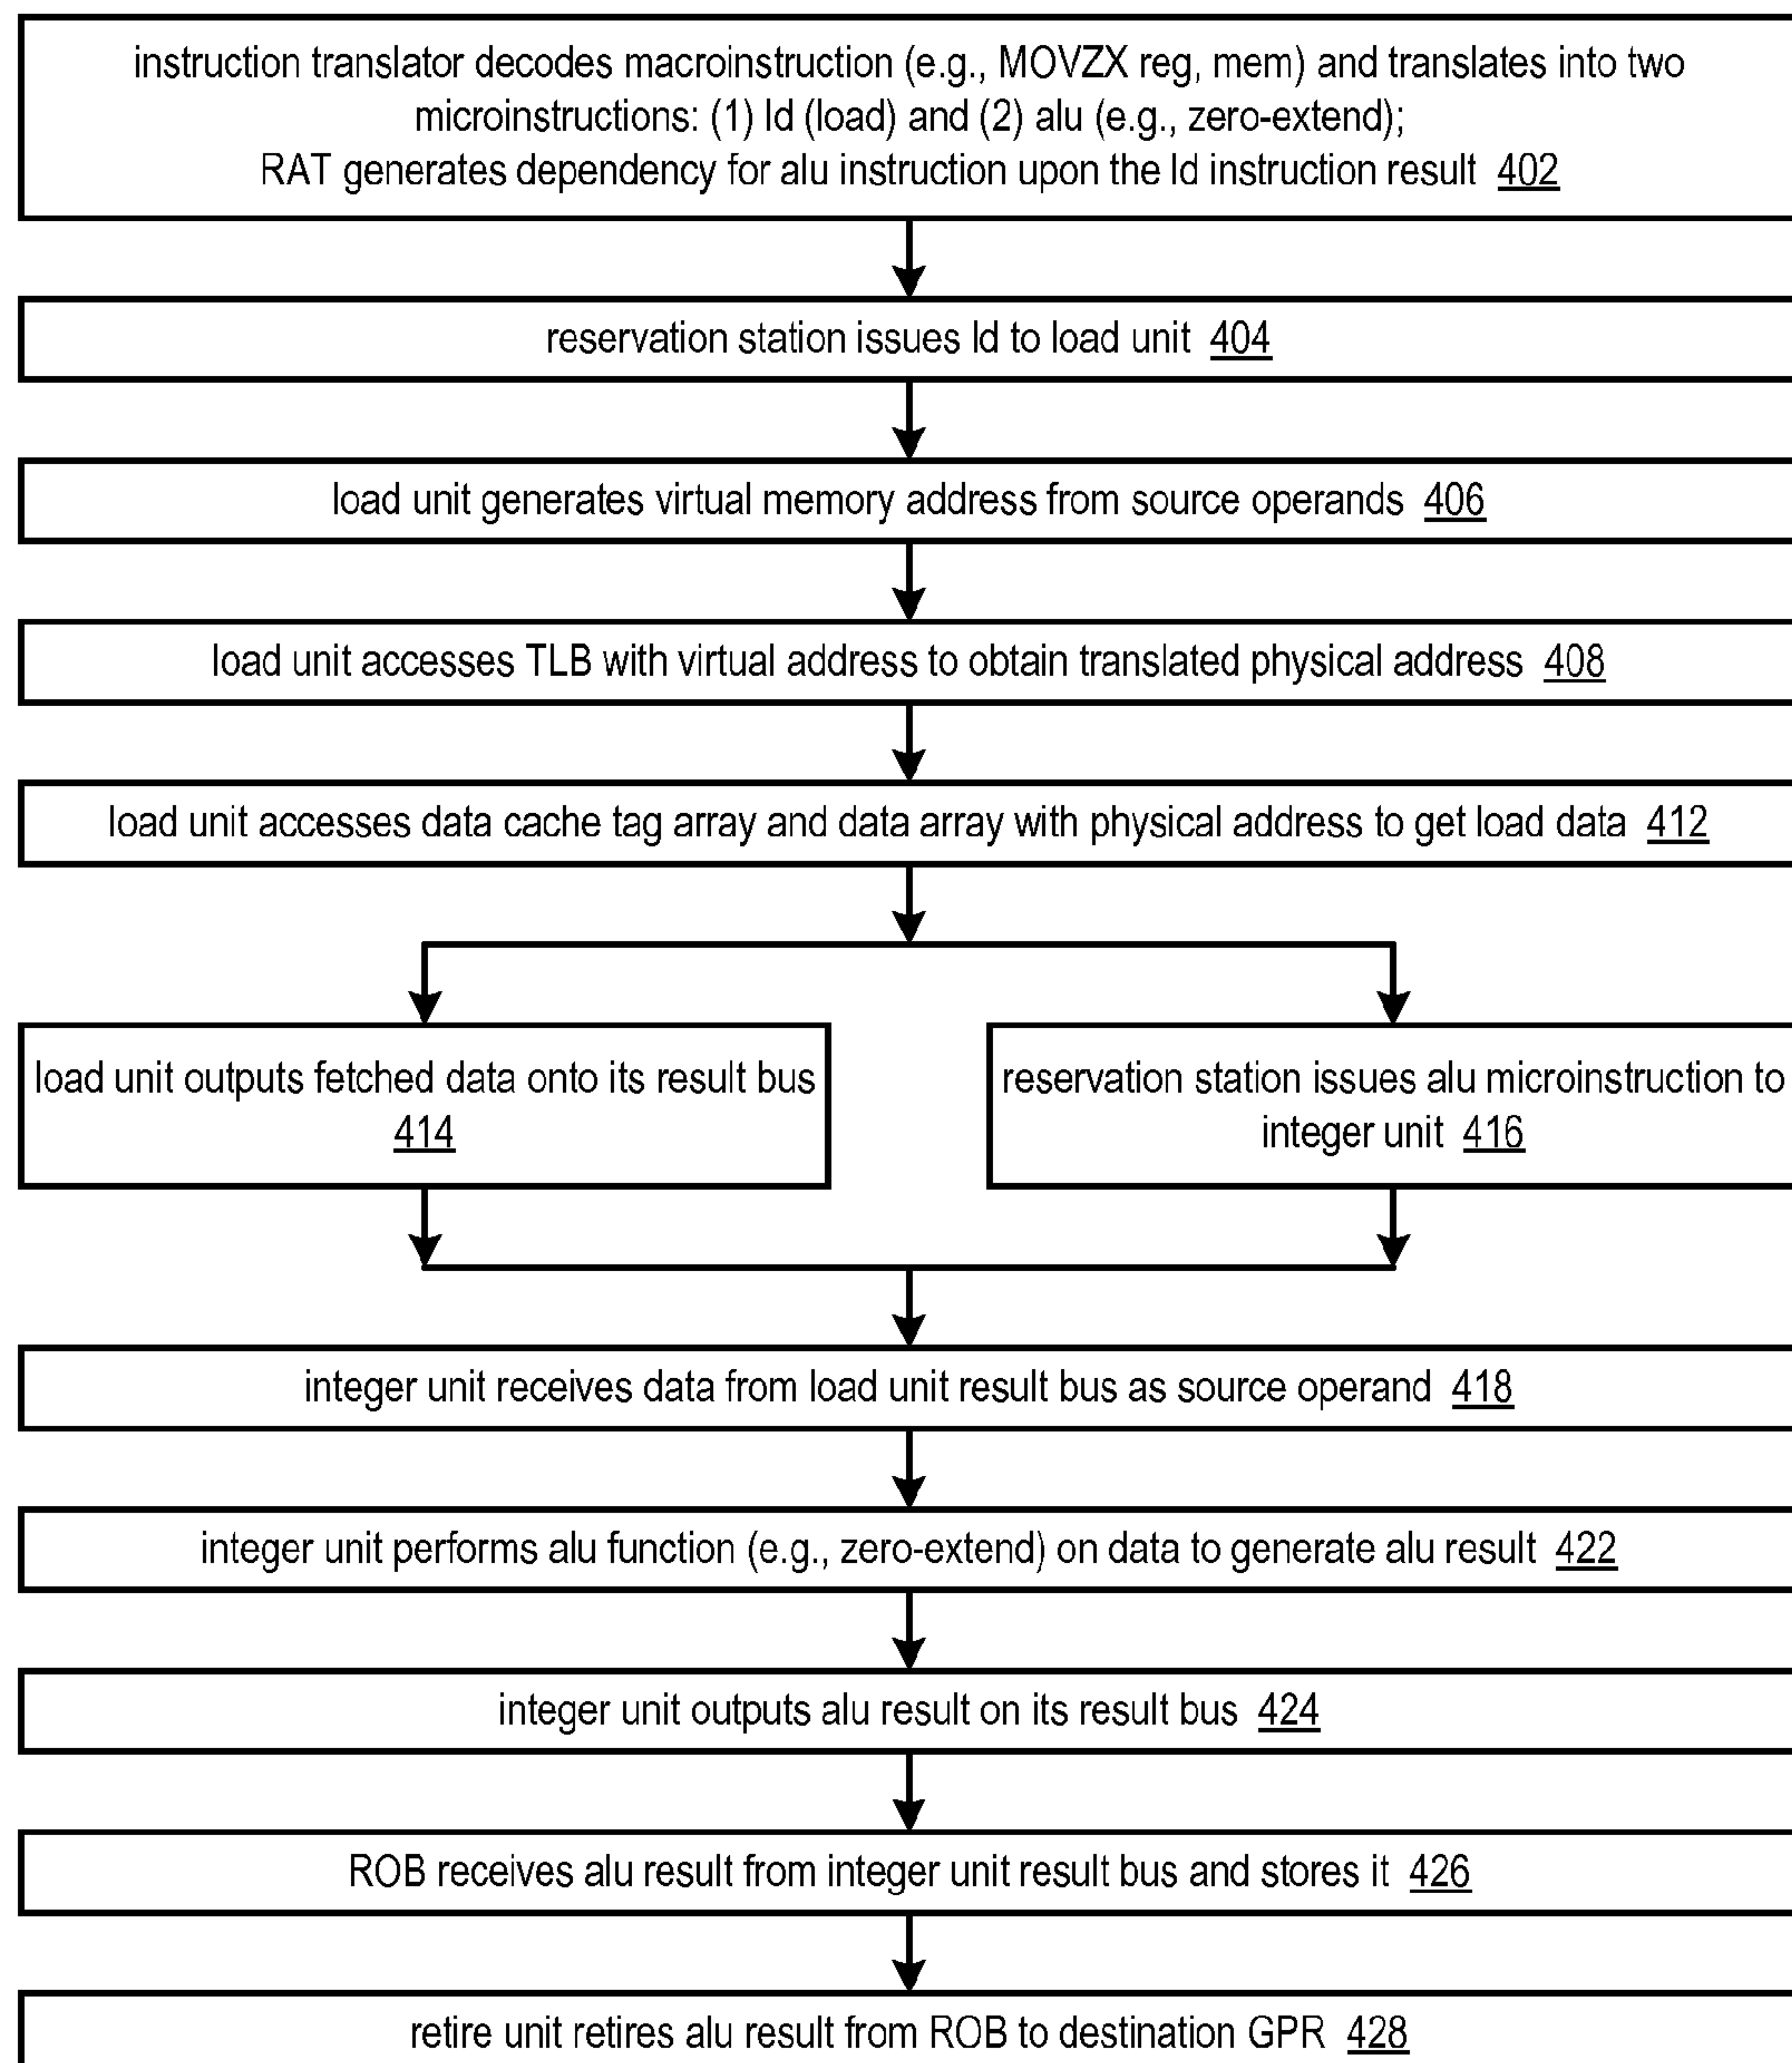 instruction translator decodes macroinstruction (e.g., MOVZX reg, mem) and translates into two
microinstructions: (1) ld (load) and (2) alu (e.g., zero-extend);
RAT generates dependency for alu instruction upon the ld instruction result 402
reservation station issues ld to load unit 404
load unit generates virtual memory address from source operands 406
load unit accesses TLB with virtual address to obtain translated physical address 408
load unit accesses data cache tag array and data array with physical address to get load data 412
load unit outputs fetched data onto its result bus
414
reservation station issues alu microinstruction to
integer unit 416
integer unit receives data from load unit result bus as source operand 418
integer unit performs alu function (e.g., zero-extend) on data to generate alu result 422
integer unit outputs alu result on its result bus 424
ROB receives alu result from integer unit result bus and stores it 426
retire unit retires alu result from ROB to destination GPR 428